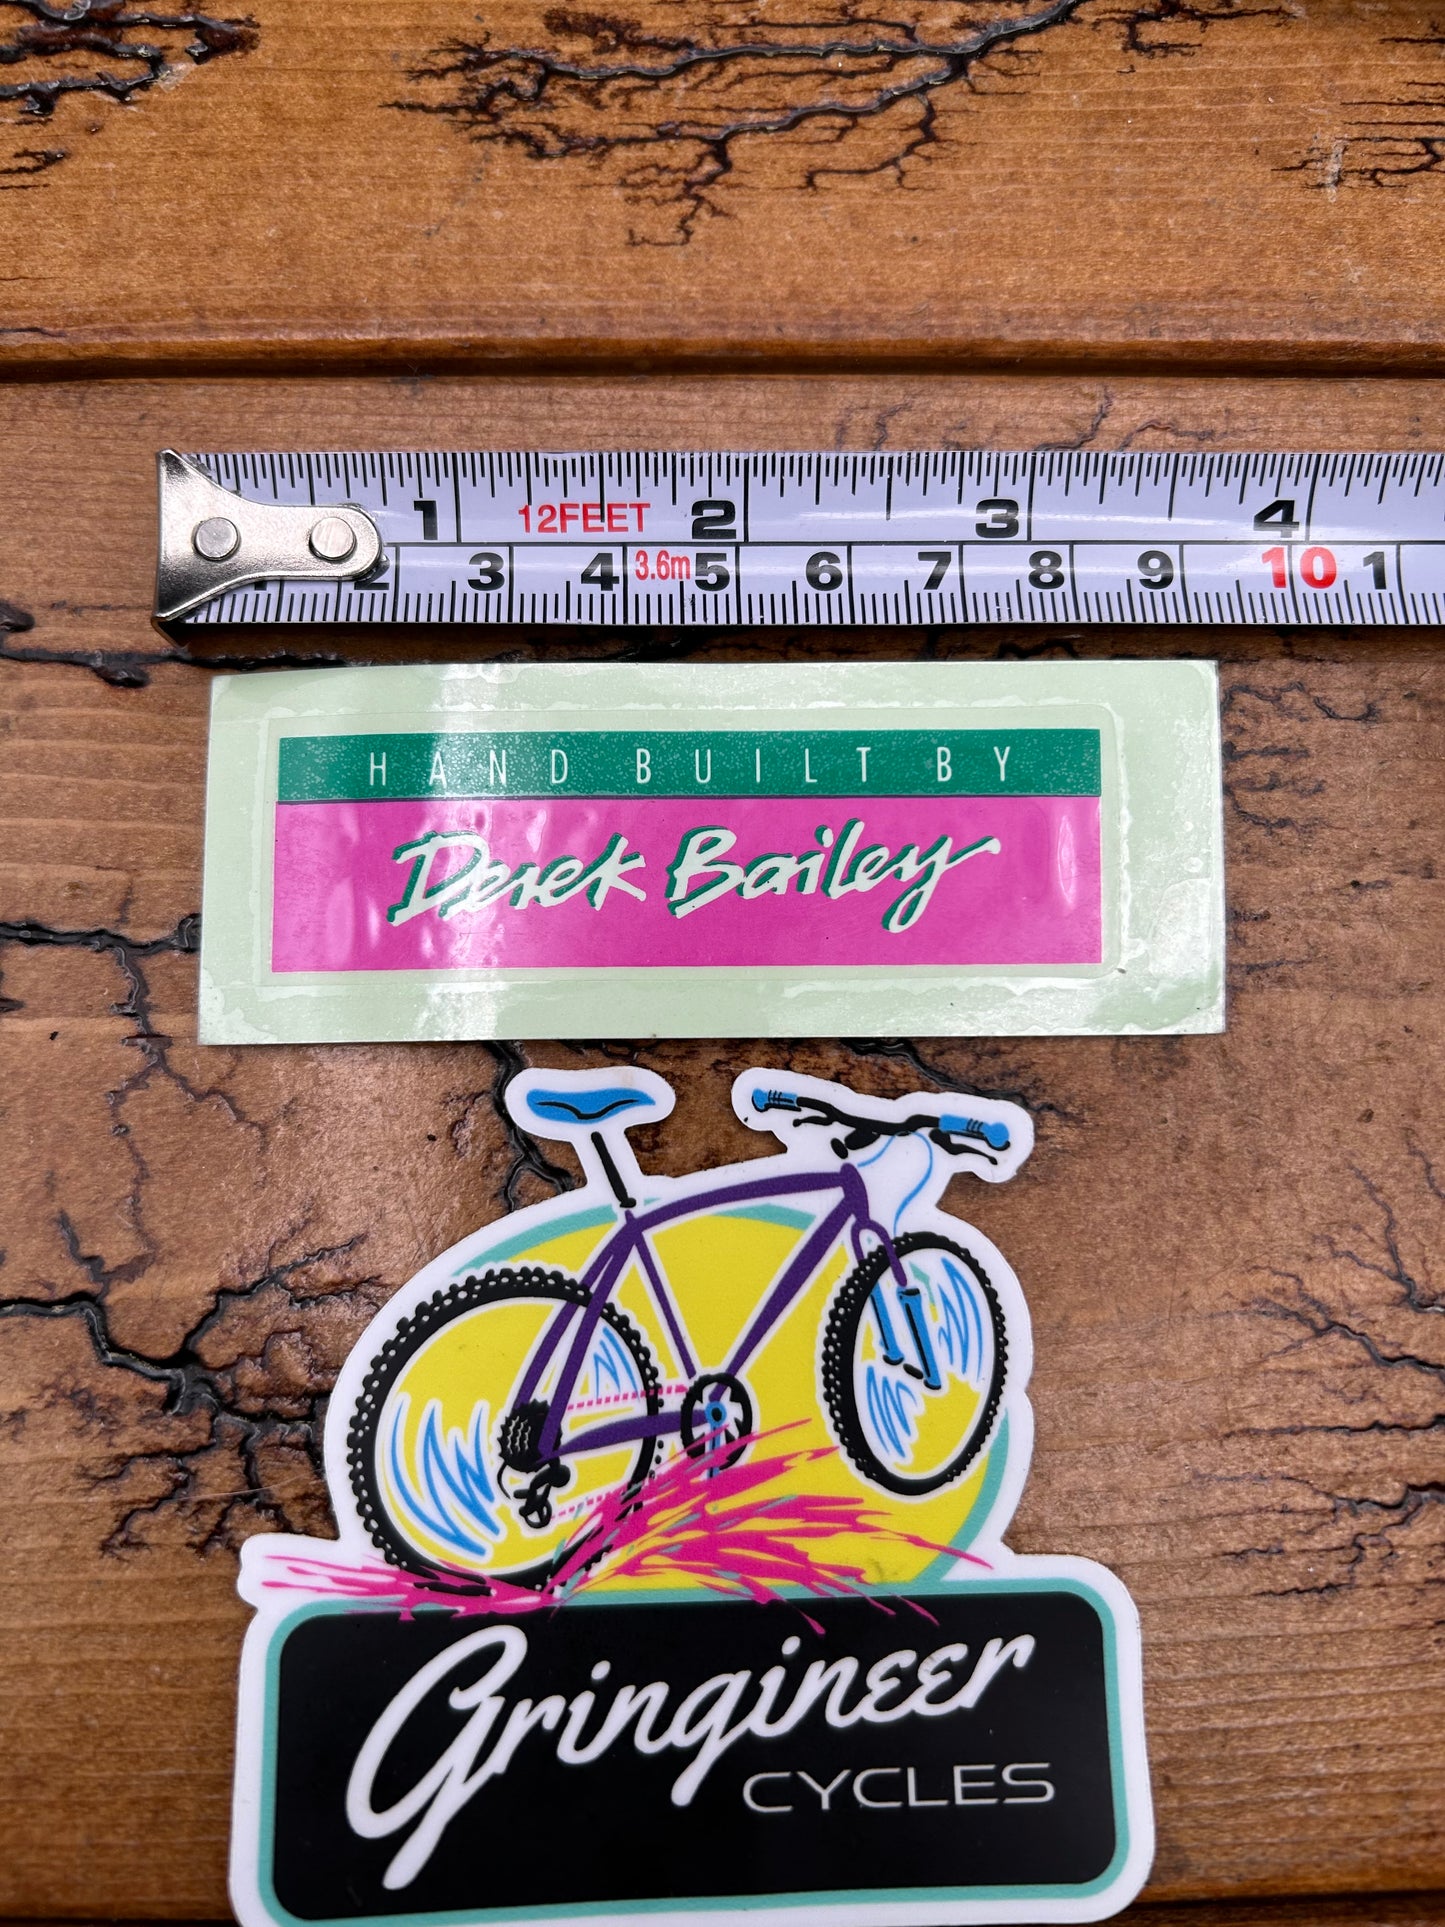 1 12FEET 2 3 4
1 2 3 4 3.6m 5 6 7 8 9 10 1
HAND BUILT BY
Derek Bailey
Gringineer
CYCLES